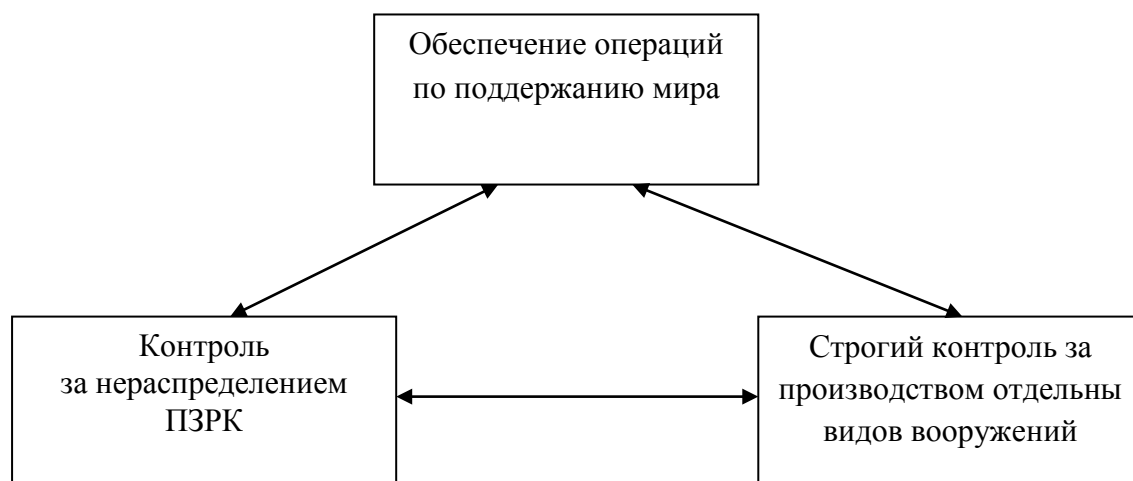 Обеспечение операций
по поддержанию мира
Контроль
за нераспределением
ПЗРК
Строгий контроль за
производством отдельны
видов вооружений